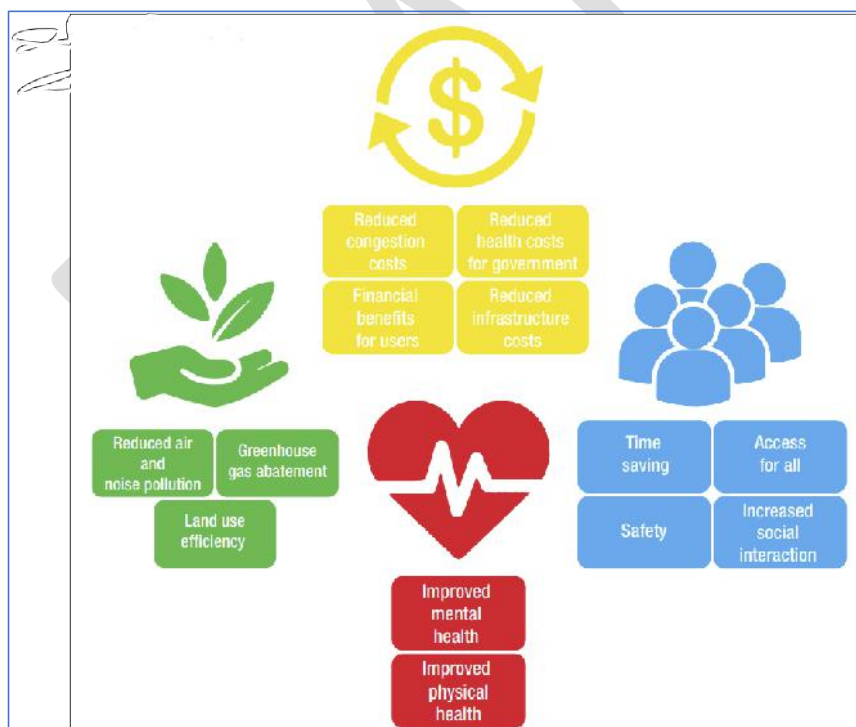 $
Reduced
congestion
costs
Reduced
health costs
for government
Financial
benefits
for users
Reduced
infrastructure
costs
Reduced air
and
noise pollution
Greenhouse
gas abatement
Land use
efficiency
Time
saving
Access
for all
Safety
Increased
social
interaction
Improved
mental
health
Improved
physical
health